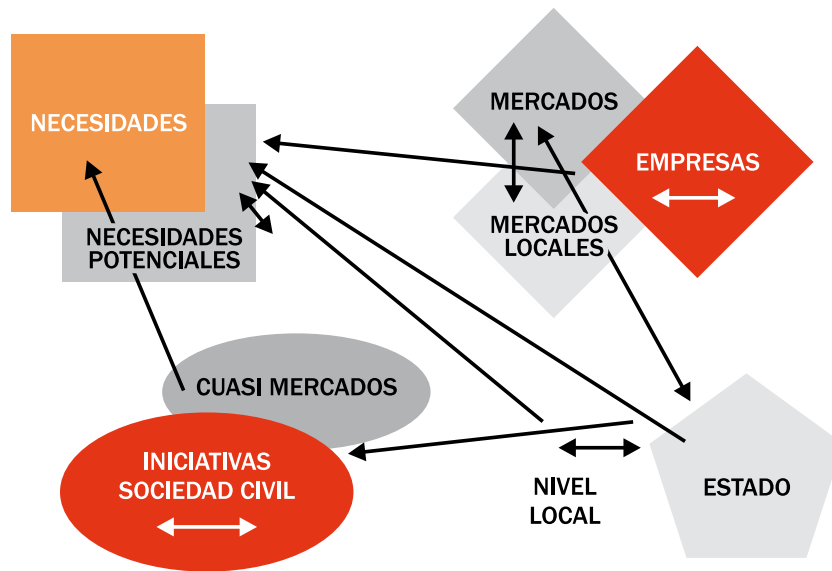 NECESIDADES
NECESIDADES
POTENCIALES
MERCADOS
EMPRESAS
MERCADOS
LOCALES
CUASI MERCADOS
INICIATIVAS
SOCIEDAD CIVIL
NIVEL
LOCAL
ESTADO